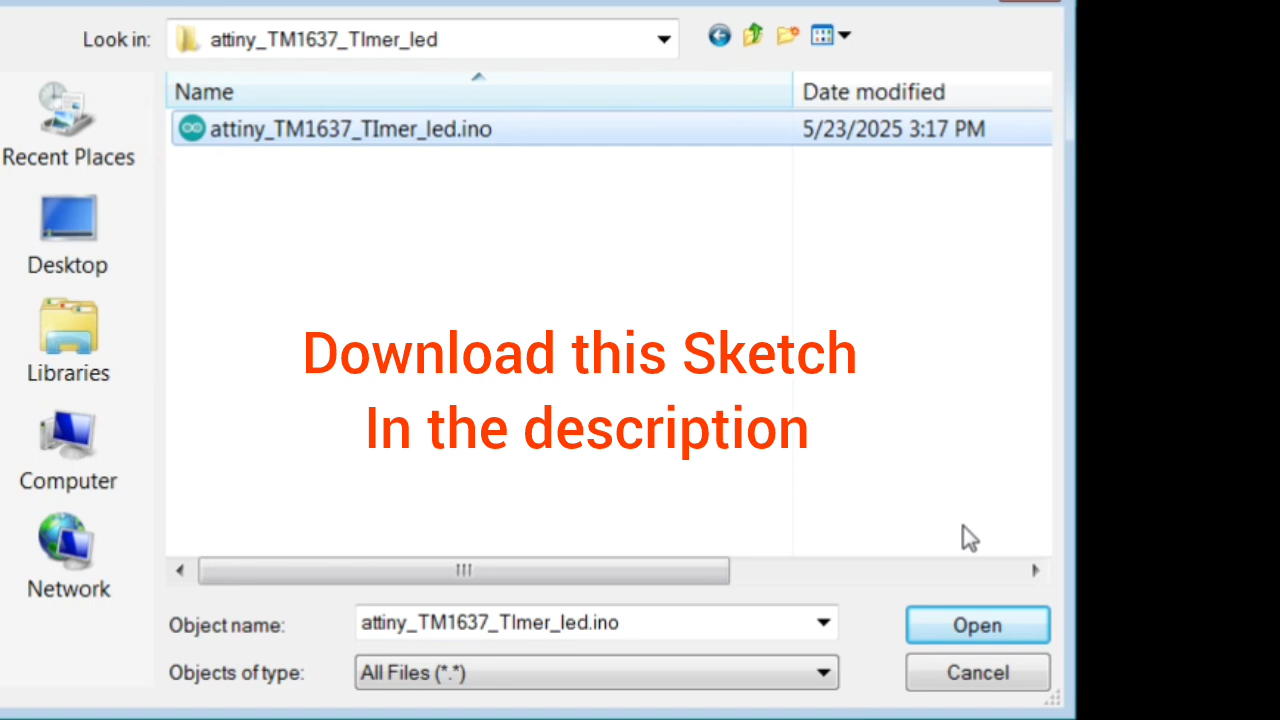 Look in:
attiny_TM1637_TImer_led
Name
Date modified
attiny_TM1637_TImer_led.ino
5/23/2025 3:17 PM
Recent Places
Desktop
Libraries
Computer
Network
Download this Sketch
In the description
Object name:
attiny_TM1637_TImer_led.ino
Open
Objects of type:
All Files (*.*)
Cancel